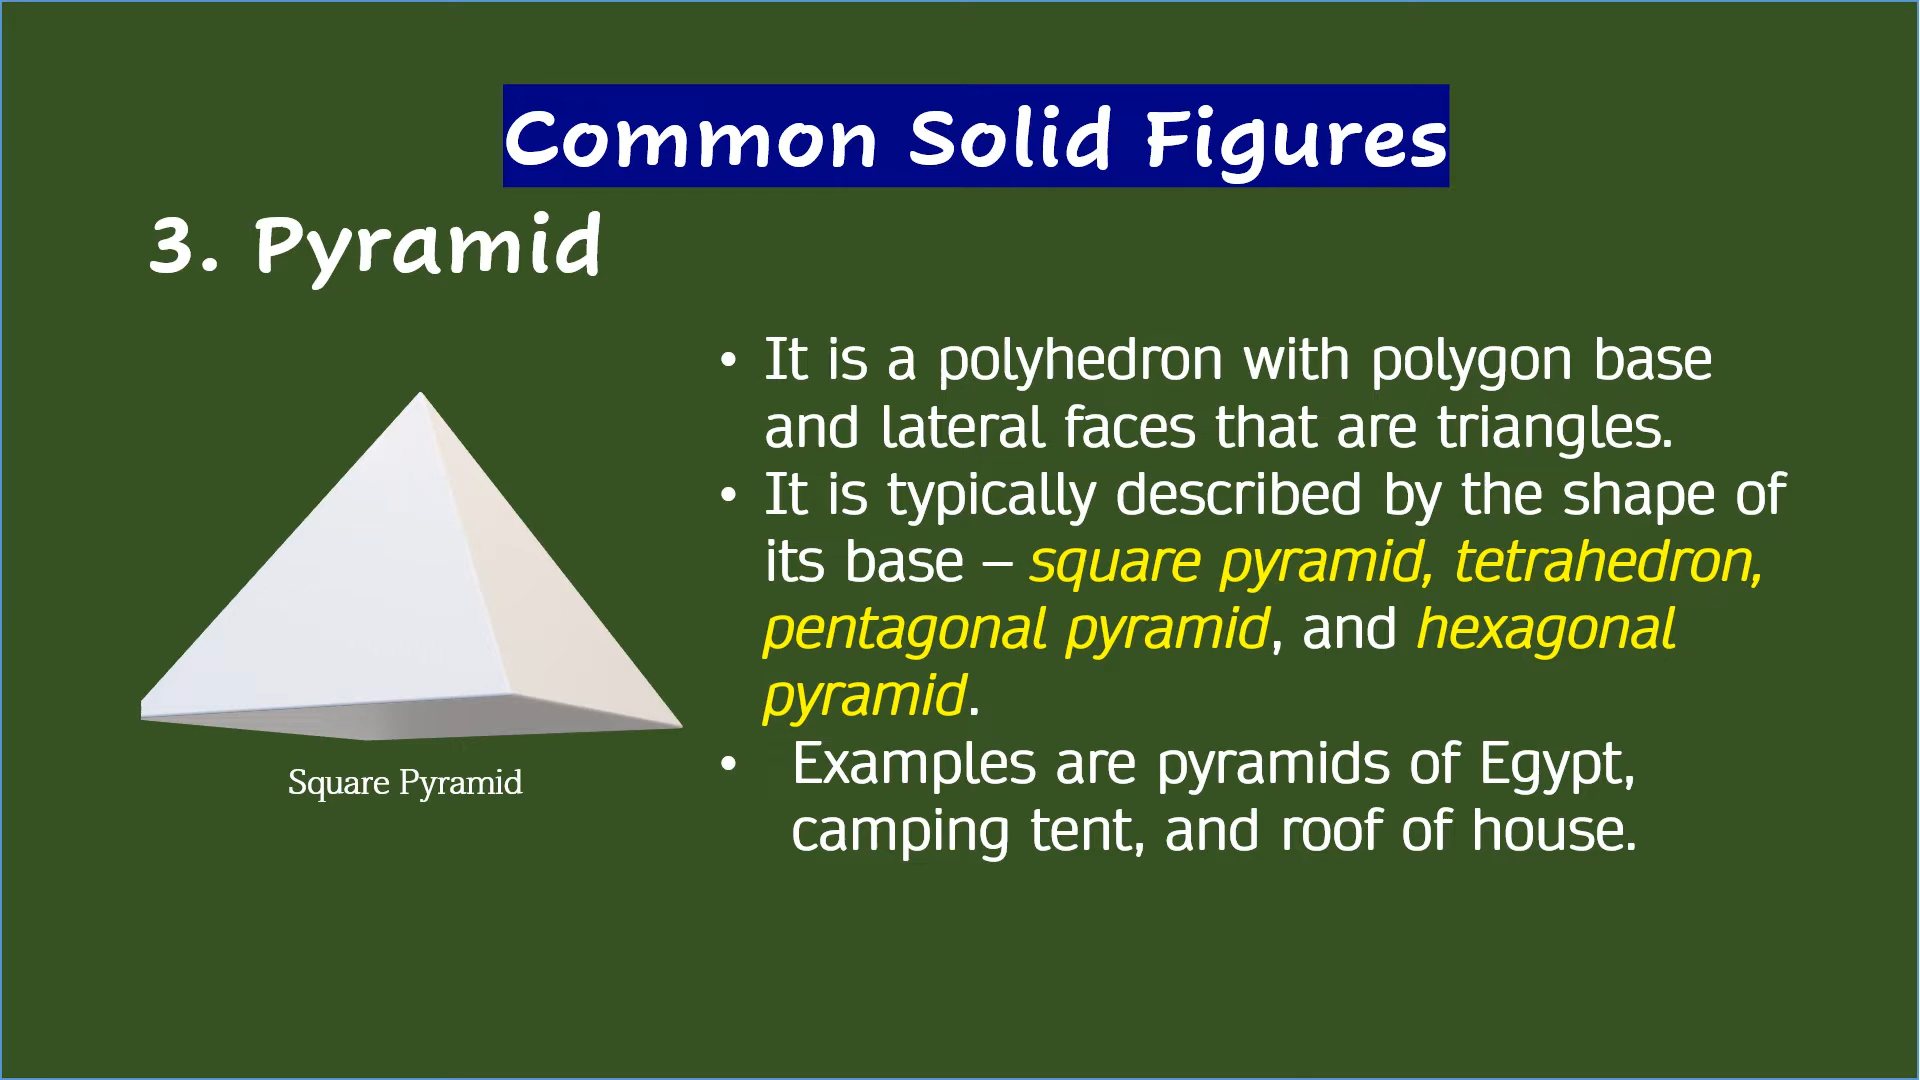 Common Solid Figures
3. Pyramid
• It is a polyhedron with polygon base
and lateral faces that are triangles.
• It is typically described by the shape of
its base – square pyramid, tetrahedron,
pentagonal pyramid, and hexagonal
pyramid.
• Examples are pyramids of Egypt,
camping tent, and roof of house.
Square Pyramid